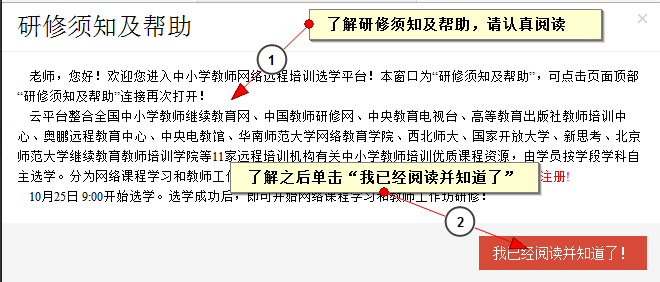 研修须知及帮助
了解研修须知及帮助，请认真阅读
×
1
老师，您好！欢迎您进入中小学教师网络远程培训选学平台！本窗口为“研修须知及帮助”，可点击页面顶部
“研修须知及帮助”连接再次打开！
云平台整合全国中小学教师继续教育网、中国教师研修网、中央教育电视台、高等教育出版社教师培训中
心、奥鹏远程教育中心、中央电教馆、华南师范大学网络教育学院、西北师大、国家开放大学、新思考、北京
师范大学继续教育教师培训学院等11家远程培训机构有关中小学教师培训优质课程资源，由学员按学段学科自
主选学。分为网络课程学习和教师工作 注册!
了解之后单击“我已经阅读并知道了”
10月25日 9:00开始选学。选学成功后，即可开始网络课程学习和教师工作坊研修！
2
我已经阅读并知道了！